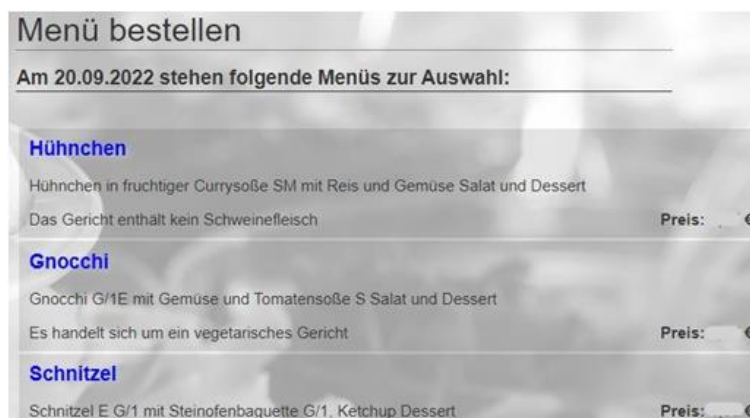 Menü bestellen
Am 20.09.2022 stehen folgende Menüs zur Auswahl:
Hühnchen
Hühnchen in fruchtiger Currysoße SM mit Reis und Gemüse Salat und Dessert
Das Gericht enthält kein Schweinefleisch Preis: €
Gnocchi
Gnocchi G/1E mit Gemüse und Tomatensoße S Salat und Dessert
Es handelt sich um ein vegetarisches Gericht Preis: €
Schnitzel
Schnitzel E G/1 mit Steinofenbaguette G/1, Ketchup Dessert Preis: €